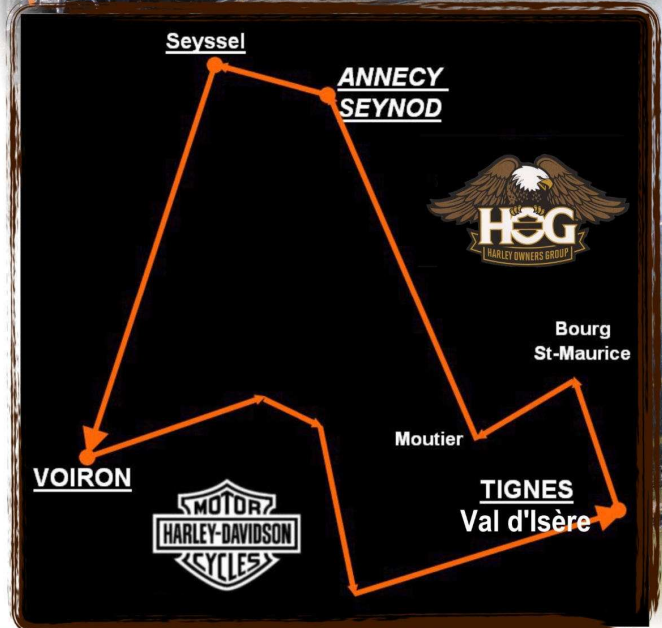 Seyssel
ANNECY
SEYNOD
HOG
HARLEY OWNERS GROUP
Bourg
St-Maurice
Moutier
VOIRON
TIGNES
Val d'Isère
MOTOR
HARLEY-DAVIDSON
CYCLES